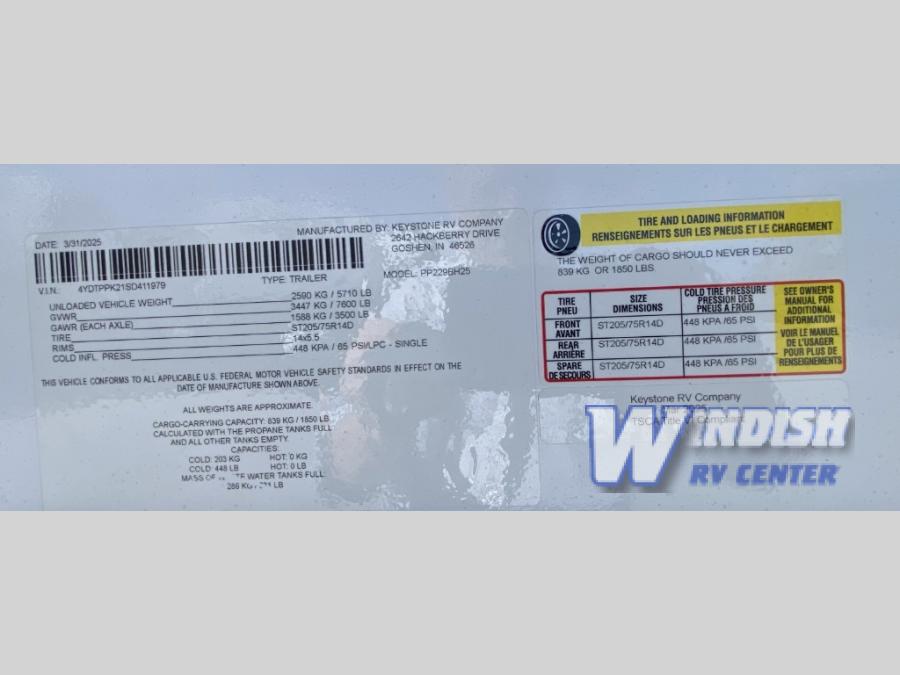 DATE: 3/31/2025
MANUFACTURED BY: KEYSTONE RV COMPANY
2642 HACKBERRY DRIVE
GOSHEN, IN 46526
V.I.N.: 4YDTPPK21SD411979
TYPE: TRAILER
MODEL: PP229BH25
UNLOADED VEHICLE WEIGHT 2590 KG / 5710 LB
GVWR 3447 KG / 7600 LB
GAWR (EACH AXLE) 1588 KG / 3500 LB
TIRE ST205/75R14D
RIMS 14x5.5
COLD INFL. PRESS 448 KPA / 65 PSI/LPC - SINGLE
THIS VEHICLE CONFORMS TO ALL APPLICABLE U.S. FEDERAL MOTOR VEHICLE SAFETY STANDARDS IN EFFECT ON THE
DATE OF MANUFACTURE SHOWN ABOVE.
ALL WEIGHTS ARE APPROXIMATE.
CARGO-CARRYING CAPACITY: 839 KG / 1850 LB
CALCULATED WITH THE PROPANE TANKS FULL
AND ALL OTHER TANKS EMPTY.
CAPACITIES:
COLD: 203 KG HOT: 0 KG
COLD: 448 LB HOT: 0 LB
MASS OF WATER TANKS FULL:
286 KG / LB
TIRE AND LOADING INFORMATION
RENSEIGNEMENTS SUR LES PNEUS ET LE CHARGEMENT
THE WEIGHT OF CARGO SHOULD NEVER EXCEED
839 KG OR 1850 LBS.
TIRE
PNEU
SIZE
DIMENSIONS
COLD TIRE PRESSURE
PRESSION DES
PNEUS A FROID
FRONT
AVANT
ST205/75R14D
448 KPA /65 PSI
REAR
ARRIÈRE
ST205/75R14D
448 KPA /65 PSI
SPARE
DE SECOURS
ST205/75R14D
448 KPA /65 PSI
SEE OWNER'S
MANUAL FOR
ADDITIONAL
INFORMATION
VOIR LE MANUEL
DE L'USAGER
POUR PLUS DE
RENSEIGNEMENTS
Keystone RV Company
TSCA Title VI Compliant
WINDISH
RV CENTER